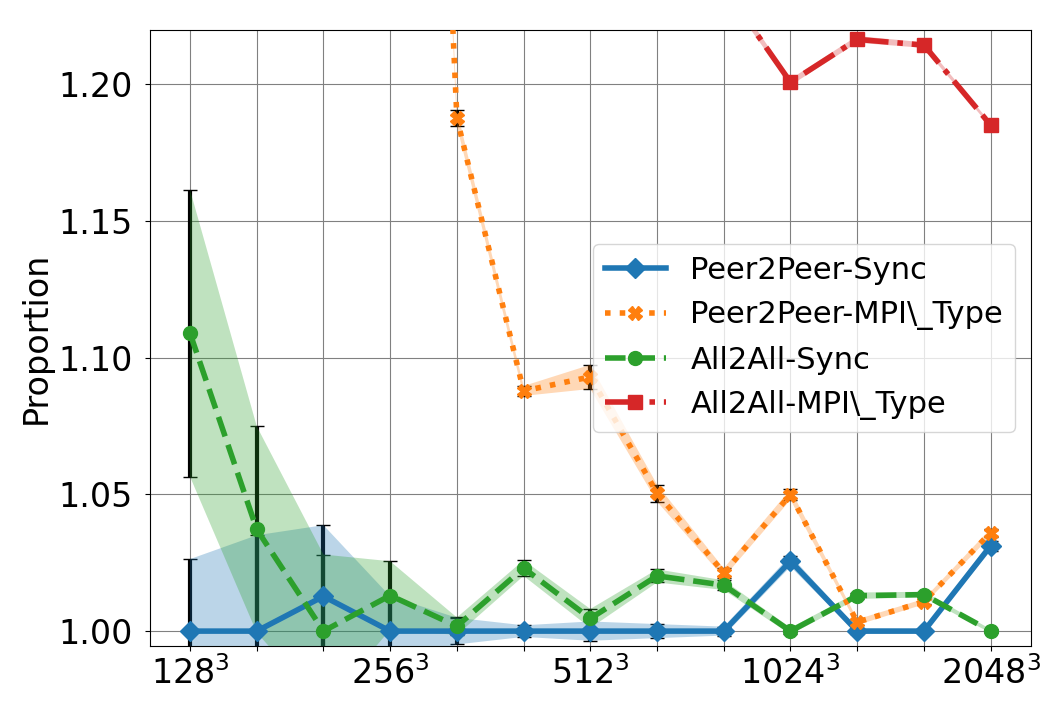 1.20
1.15
1.10
1.05
1.00
Proportion
Peer2Peer-Sync
Peer2Peer-MPI\_Type
All2All-Sync
All2All-MPI\_Type
128³ 256³ 512³ 1024³ 2048³